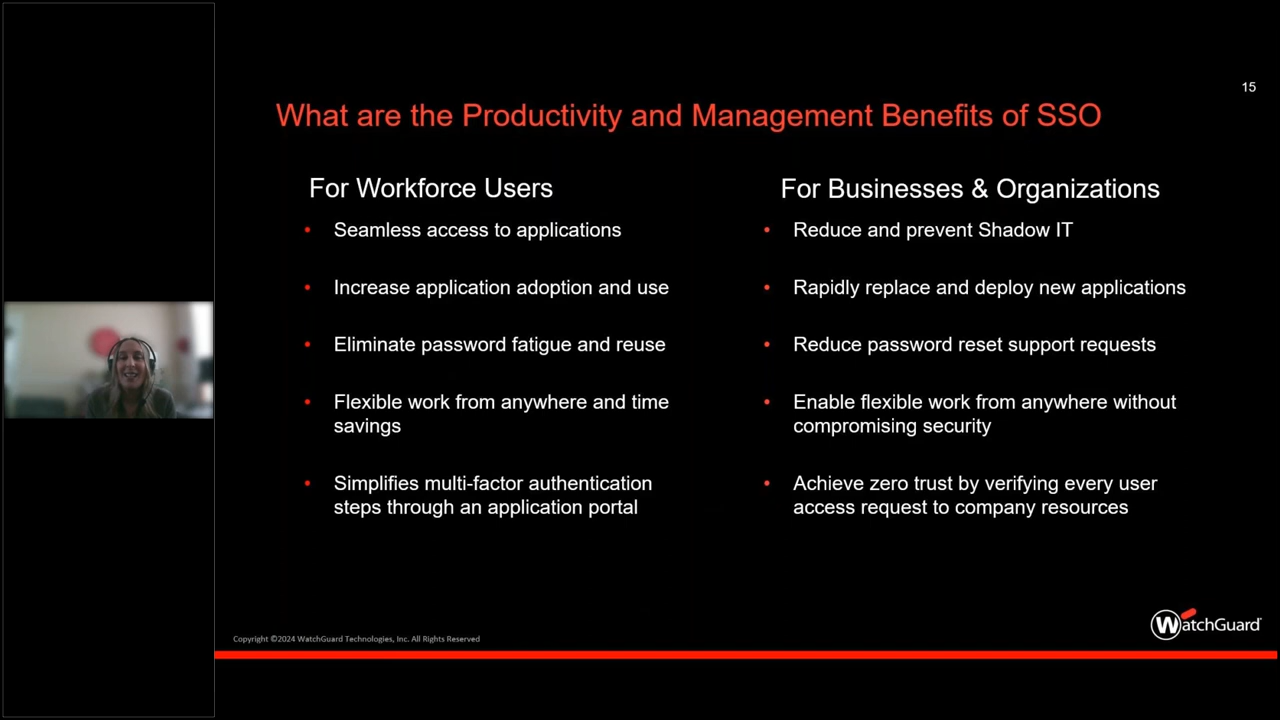 15
What are the Productivity and Management Benefits of SSO
For Workforce Users
• Seamless access to applications
• Increase application adoption and use
• Eliminate password fatigue and reuse
• Flexible work from anywhere and time
savings
• Simplifies multi-factor authentication
steps through an application portal
For Businesses & Organizations
• Reduce and prevent Shadow IT
• Rapidly replace and deploy new applications
• Reduce password reset support requests
• Enable flexible work from anywhere without
compromising security
• Achieve zero trust by verifying every user
access request to company resources
Copyright ©2024 WatchGuard Technologies, Inc. All Rights Reserved
WatchGuard